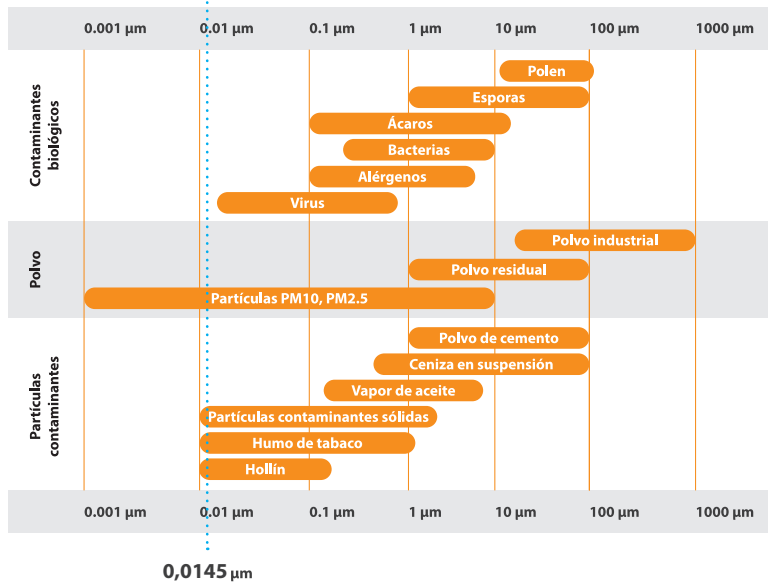 0.001 µm 0.01 µm 0.1 µm 1 µm 10 µm 100 µm 1000 µm
Contaminantes
biológicos
Polen
Esporas
Ácaros
Bacterias
Alérgenos
Virus
Polvo
Polvo industrial
Polvo residual
Partículas PM10, PM2.5
Partículas
contaminantes
Polvo de cemento
Ceniza en suspensión
Vapor de aceite
Partículas contaminantes sólidas
Humo de tabaco
Hollín
0.001 µm 0.01 µm 0.1 µm 1 µm 10 µm 100 µm 1000 µm
0,0145 µm